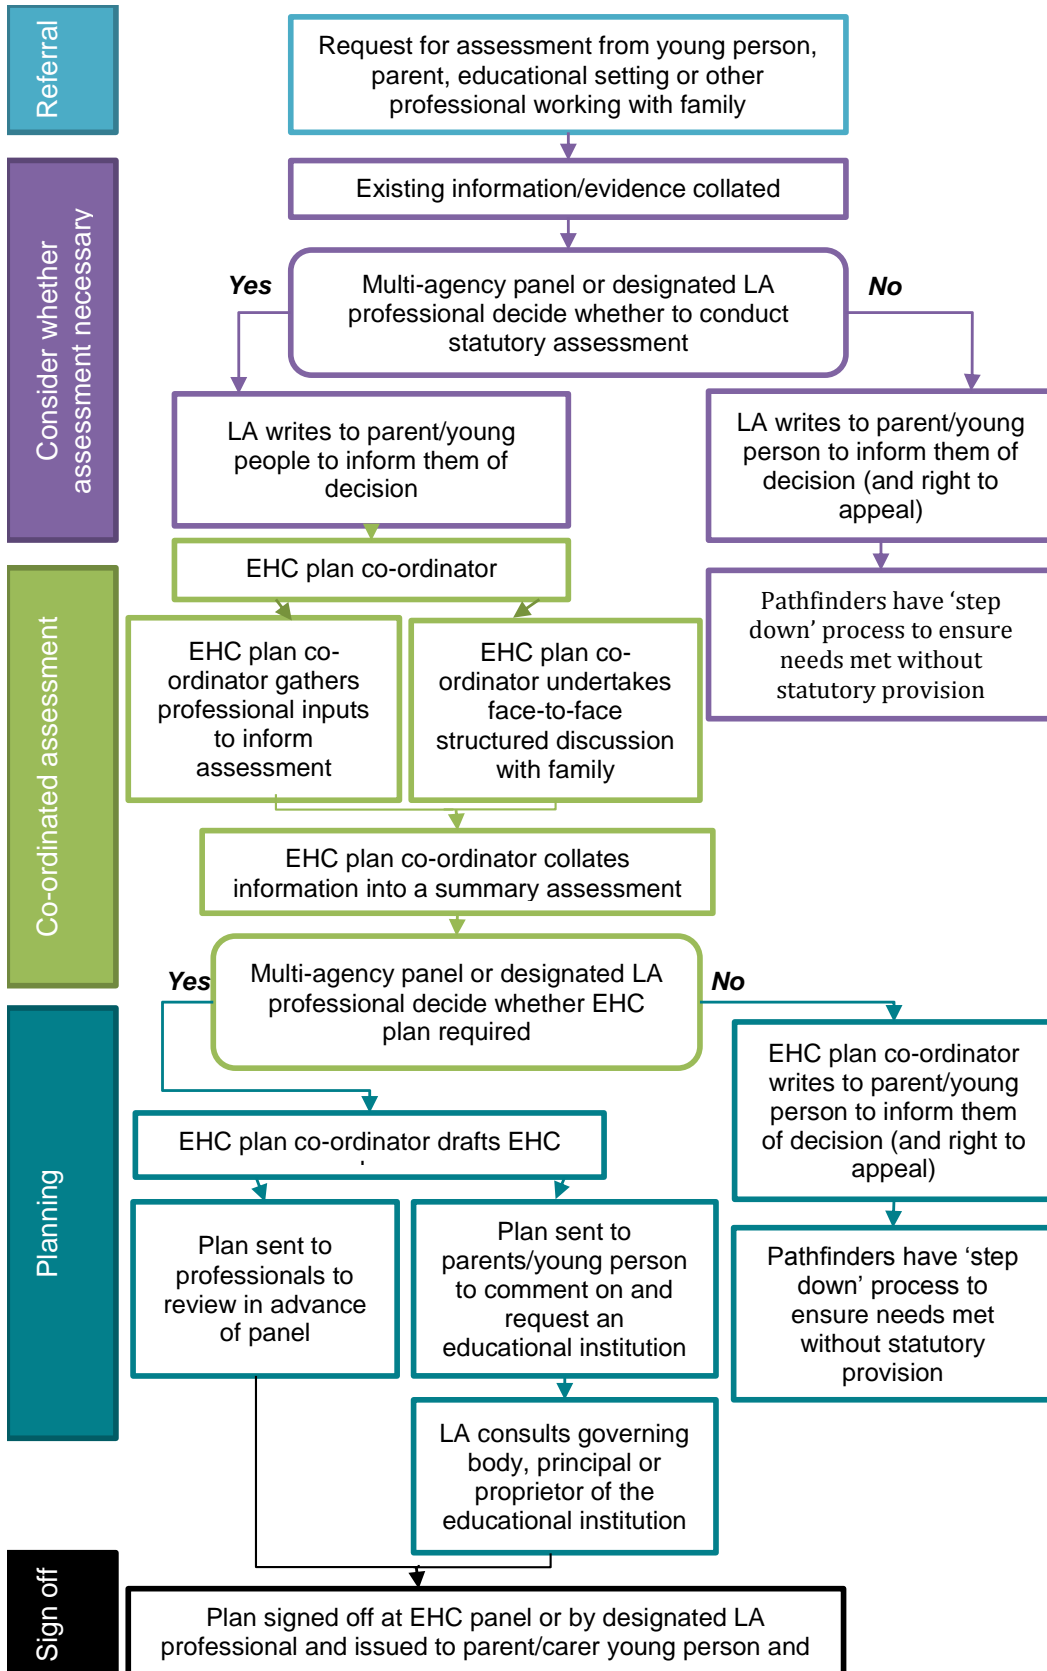 Referral
Request for assessment from young person,
parent, educational setting or other
professional working with family
Consider whether
assessment necessary
Existing information/evidence collated
Yes
Multi-agency panel or designated LA
professional decide whether to conduct
statutory assessment
No
LA writes to parent/young
people to inform them of
decision
LA writes to parent/young
person to inform them of
decision (and right to
appeal)
Co-ordinated assessment
EHC plan co-ordinator
Pathfinders have ‘step
down’ process to ensure
needs met without
statutory provision
EHC plan co-
ordinator gathers
professional inputs
to inform
assessment
EHC plan co-
ordinator undertakes
face-to-face
structured discussion
with family
EHC plan co-ordinator collates
information into a summary assessment
Yes
Multi-agency panel or designated LA
professional decide whether EHC
plan required
No
Planning
EHC plan co-ordinator
writes to parent/young
person to inform them
of decision (and right to
appeal)
EHC plan co-ordinator drafts EHC
Plan sent to
professionals to
review in advance
of panel
Plan sent to
parents/young person
to comment on and
request an
educational institution
Pathfinders have ‘step
down’ process to
ensure needs met
without statutory
provision
LA consults governing
body, principal or
proprietor of the
educational institution
Sign off
Plan signed off at EHC panel or by designated LA
professional and issued to parent/carer young person and